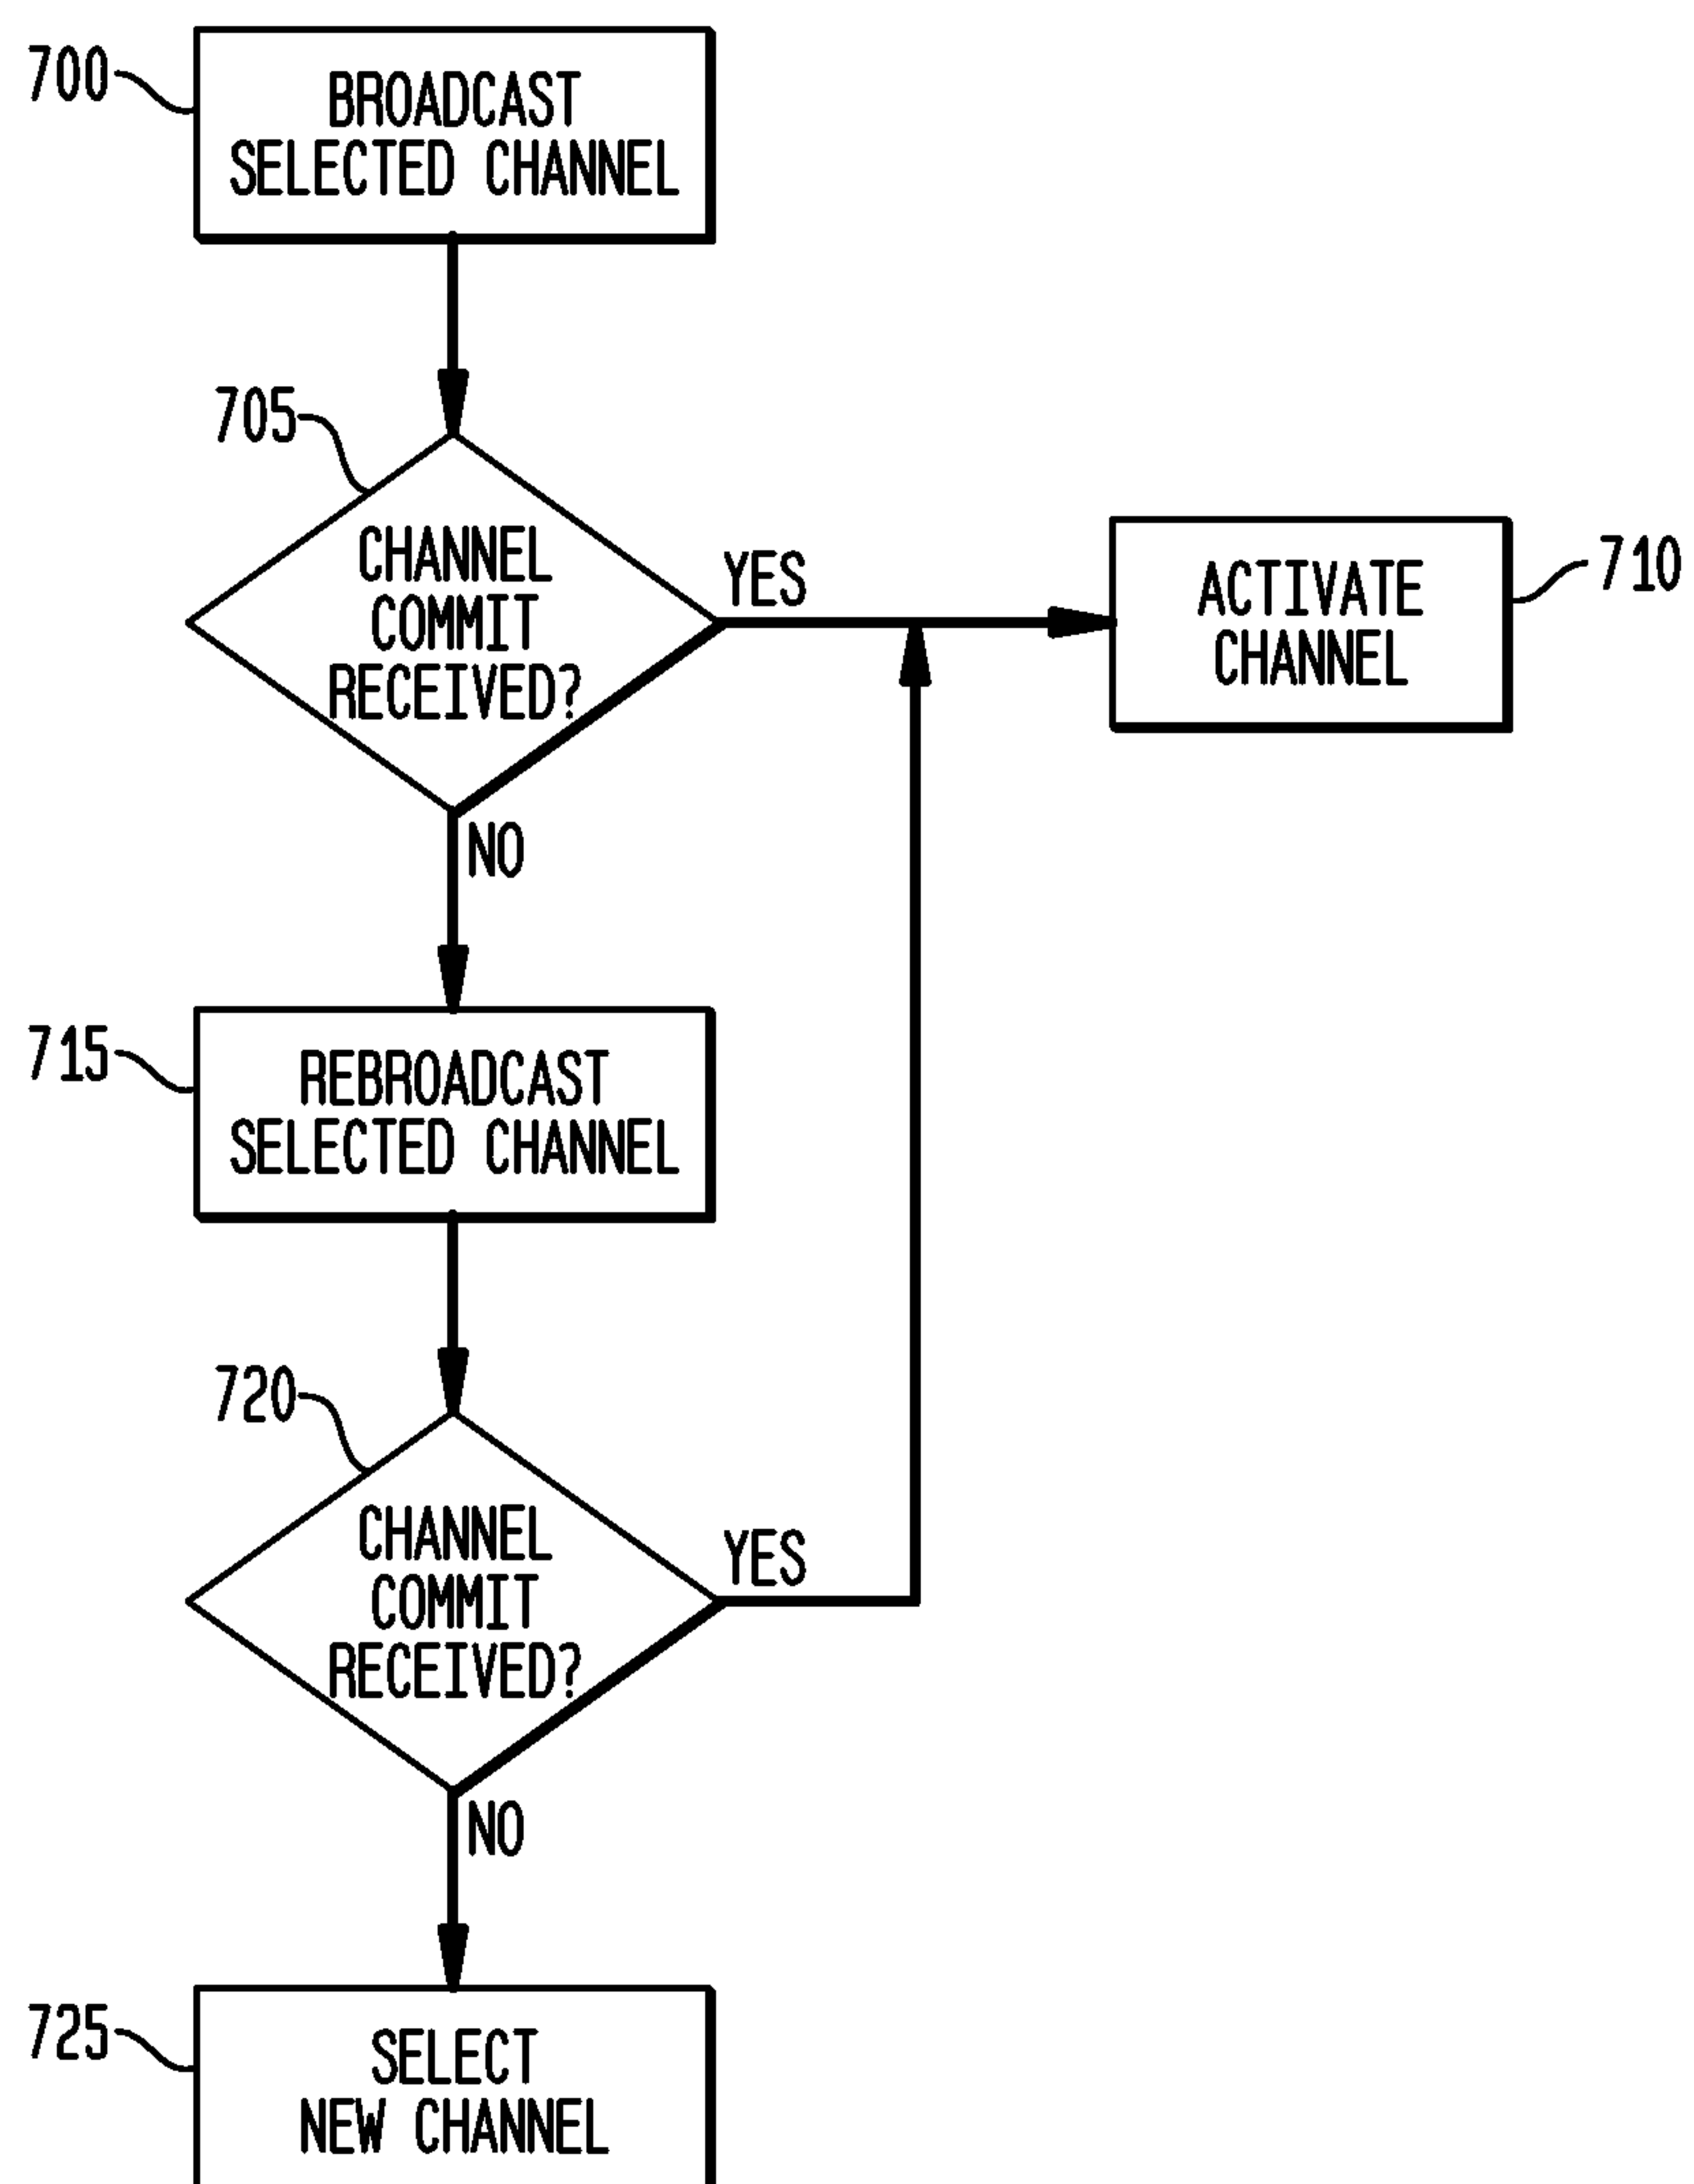 700
BROADCAST
SELECTED CHANNEL
705
CHANNEL
COMMIT
RECEIVED?
YES
ACTIVATE
CHANNEL
710
NO
715
REBROADCAST
SELECTED CHANNEL
720
CHANNEL
COMMIT
RECEIVED?
YES
NO
725
SELECT
NEW CHANNEL